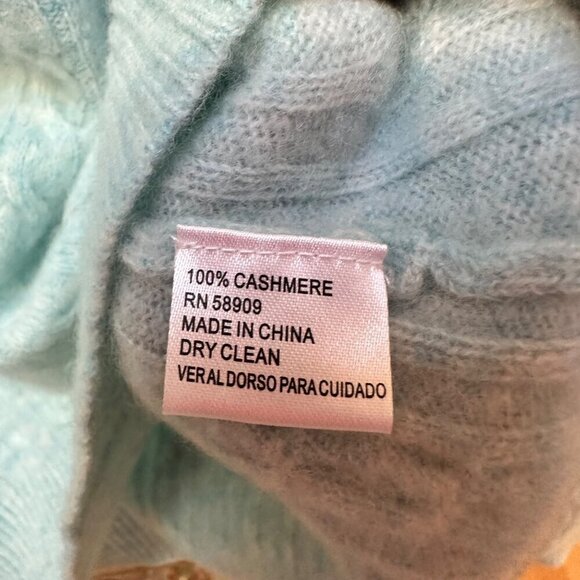 100% CASHMERE
RN 58909
MADE IN CHINA
DRY CLEAN
VER AL DORSO PARA CUIDADO